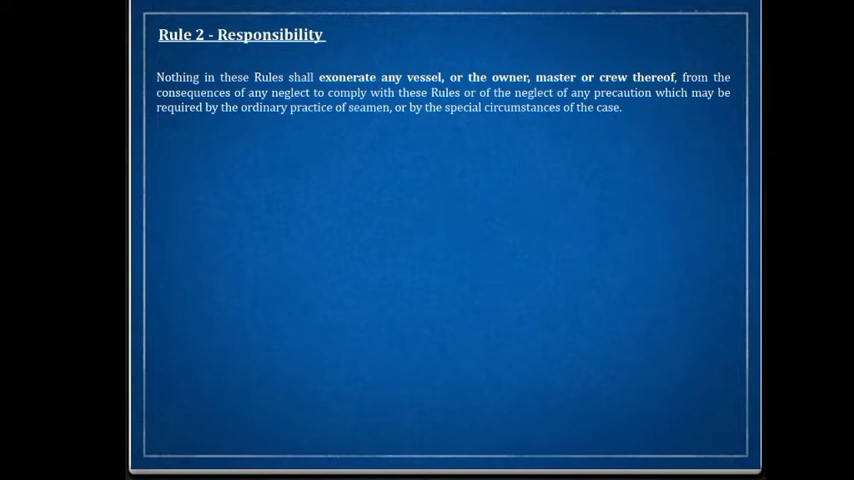 Rule 2 - Responsibility
Nothing in these Rules shall exonerate any vessel, or the owner, master or crew thereof, from the
consequences of any neglect to comply with these Rules or of the neglect of any precaution which may be
required by the ordinary practice of seamen, or by the special circumstances of the case.